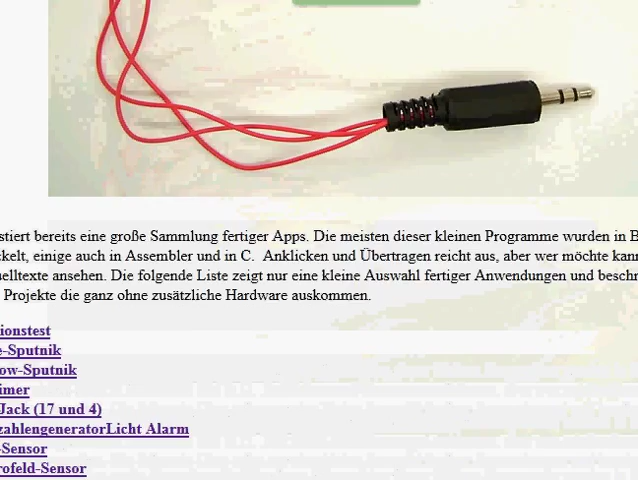 stiert bereits eine große Sammlung fertiger Apps. Die meisten dieser kleinen Programme wurden in B
ckelt, einige auch in Assembler und in C. Anklicken und Übertragen reicht aus, aber wer möchte kann
uelltexte ansehen. Die folgende Liste zeigt nur eine kleine Auswahl fertiger Anwendungen und beschr
Projekte die ganz ohne zusätzliche Hardware auskommen.
ionstest
e-Sputnik
ow-Sputnik
imer
Jack (17 und 4)
zahlengeneratorLicht Alarm
-Sensor
rofeld-Sensor